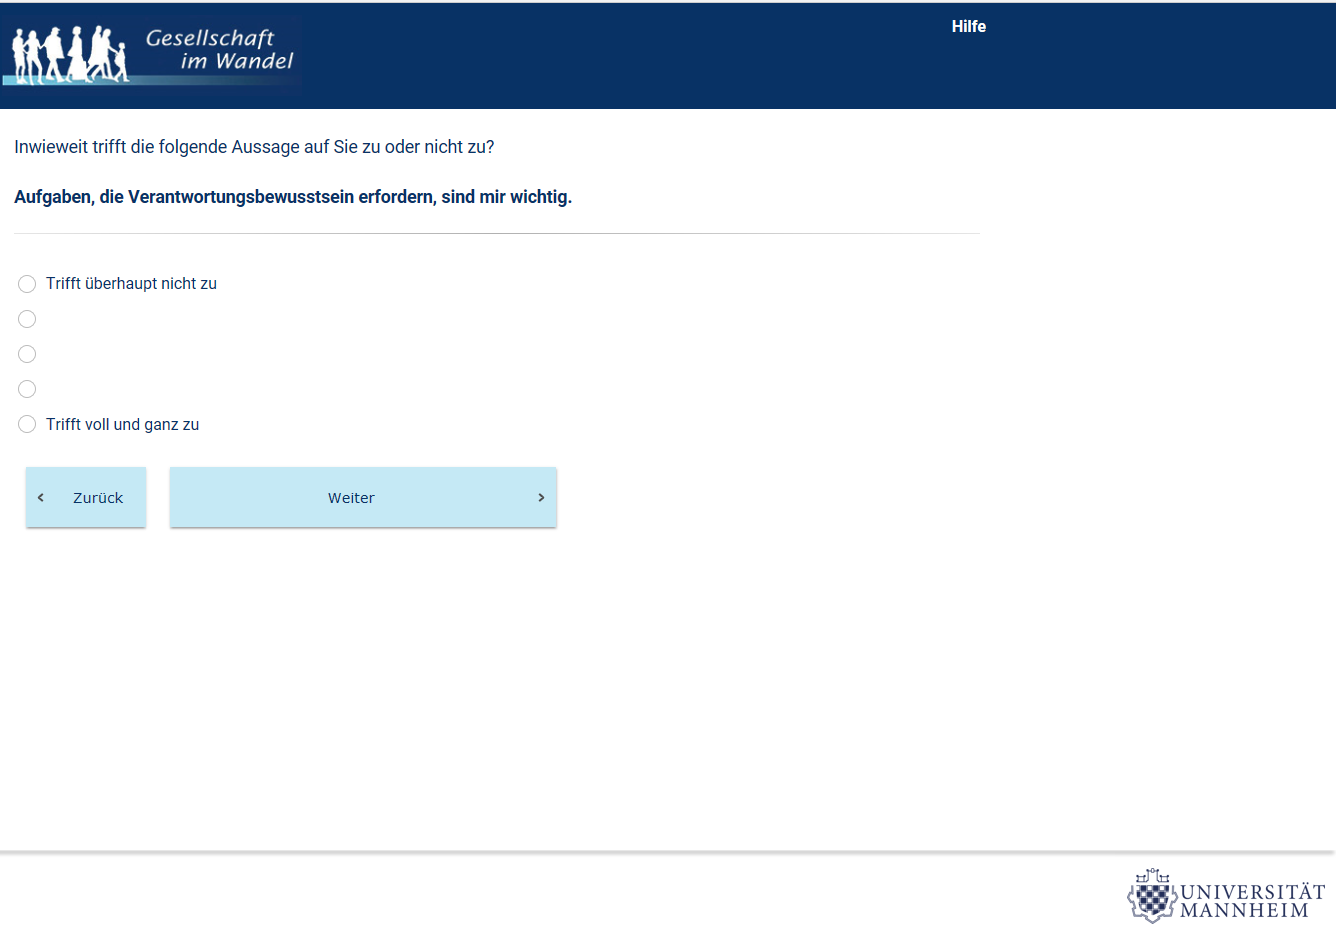 Gesellschaft
im Wandel
Hilfe
Inwieweit trifft die folgende Aussage auf Sie zu oder nicht zu?
Aufgaben, die Verantwortungsbewusstsein erfordern, sind mir wichtig.
Trifft überhaupt nicht zu
Trifft voll und ganz zu
‹ Zurück
Weiter ›
UNIVERSITÄT
MANNHEIM